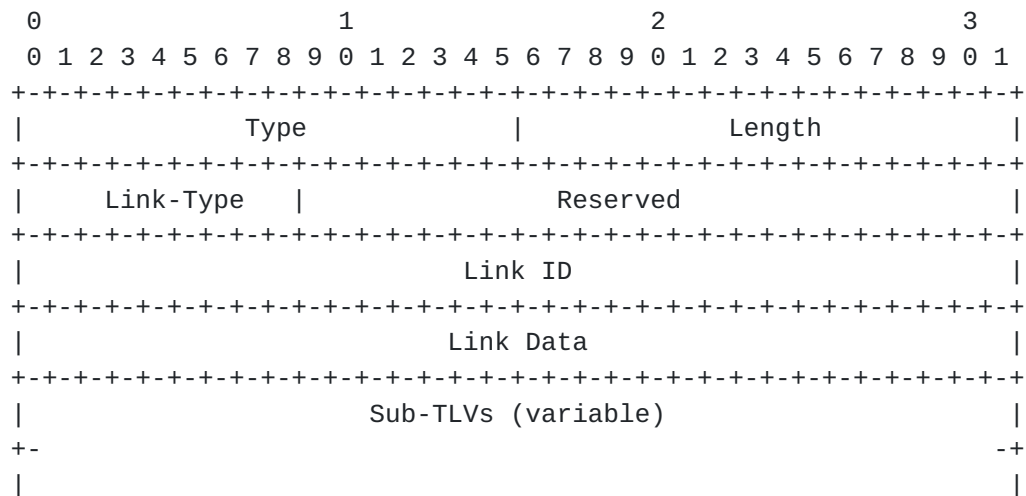 0                   1                   2                   3
 0 1 2 3 4 5 6 7 8 9 0 1 2 3 4 5 6 7 8 9 0 1 2 3 4 5 6 7 8 9 0 1
+-+-+-+-+-+-+-+-+-+-+-+-+-+-+-+-+-+-+-+-+-+-+-+-+-+-+-+-+-+-+-+-+
|              Type             |             Length            |
+-+-+-+-+-+-+-+-+-+-+-+-+-+-+-+-+-+-+-+-+-+-+-+-+-+-+-+-+-+-+-+-+
|     Link-Type   |                Reserved                     |
+-+-+-+-+-+-+-+-+-+-+-+-+-+-+-+-+-+-+-+-+-+-+-+-+-+-+-+-+-+-+-+-+
|                            Link ID                            |
+-+-+-+-+-+-+-+-+-+-+-+-+-+-+-+-+-+-+-+-+-+-+-+-+-+-+-+-+-+-+-+-+
|                           Link Data                           |
+-+-+-+-+-+-+-+-+-+-+-+-+-+-+-+-+-+-+-+-+-+-+-+-+-+-+-+-+-+-+-+-+
|                      Sub-TLVs (variable)                      |
+-                                                             -+
|                                                               |